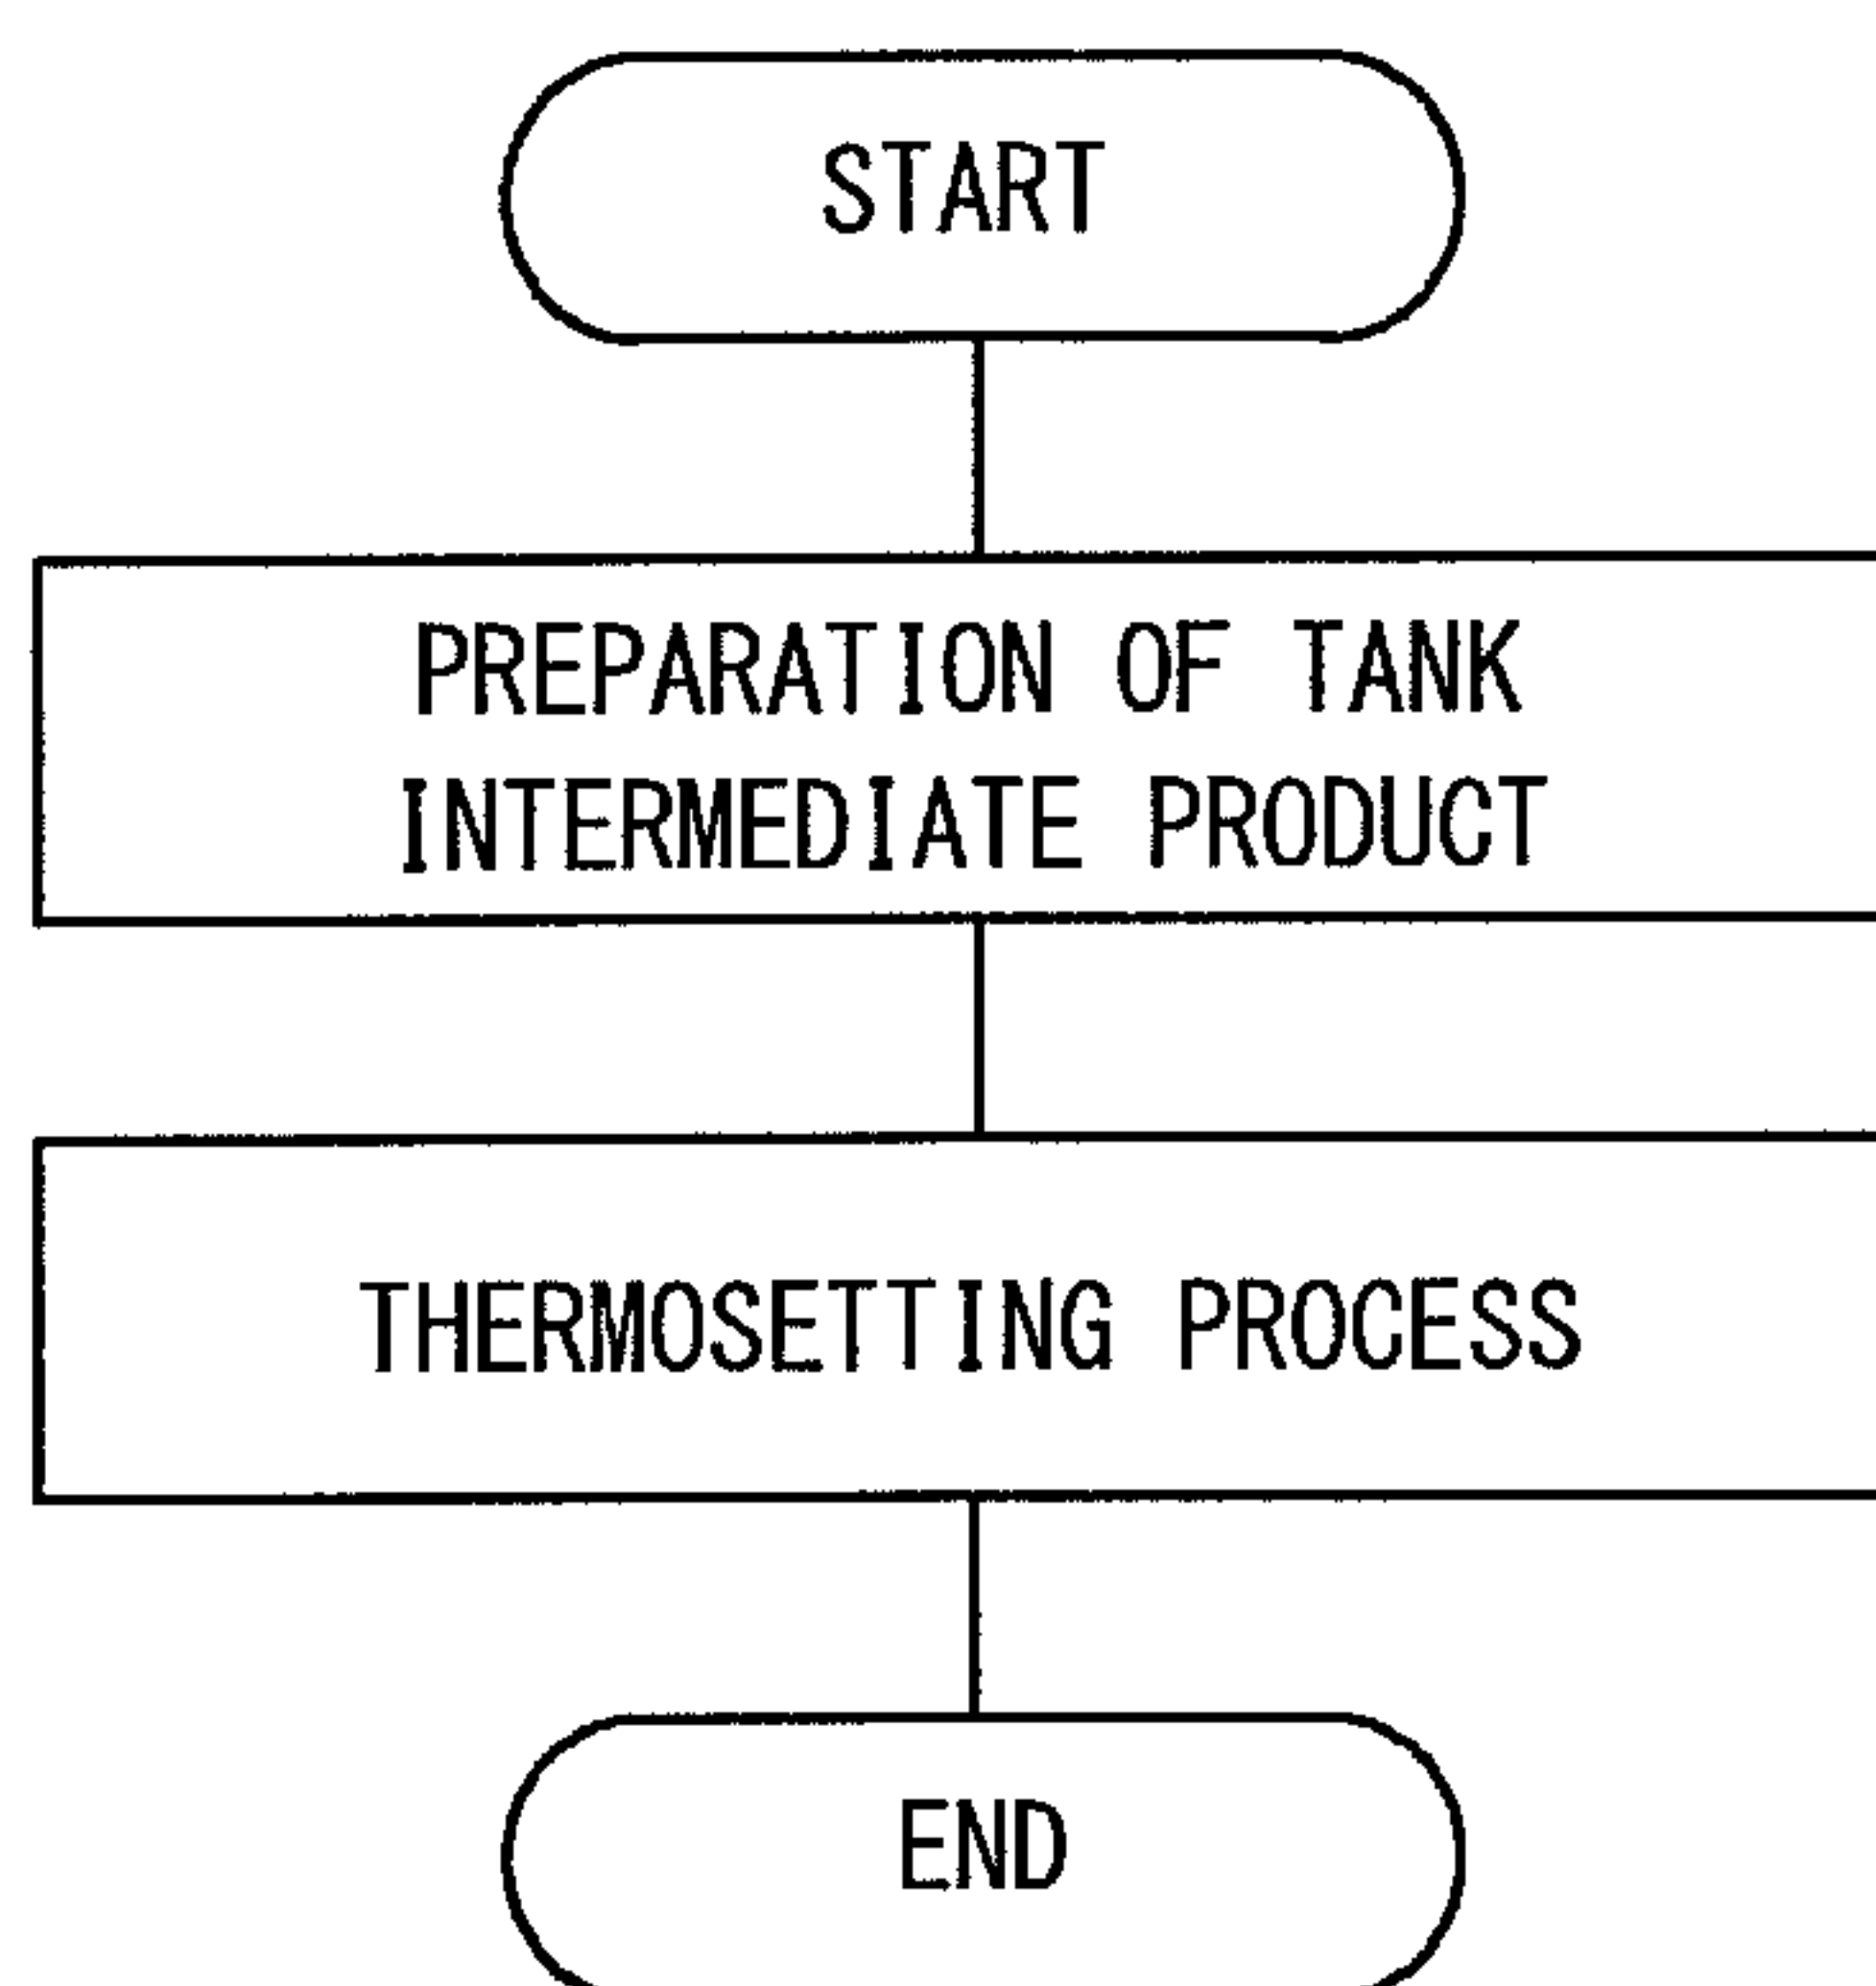 START
PREPARATION OF TANK
INTERMEDIATE PRODUCT
THERMOSETTING PROCESS
END